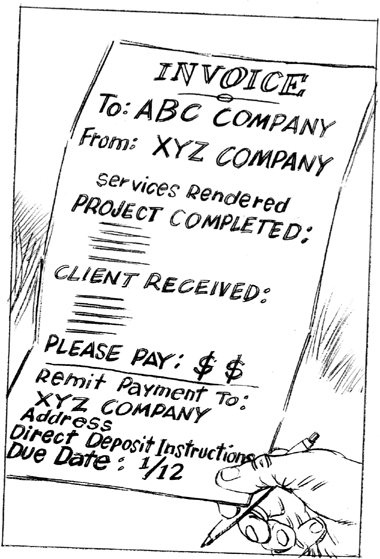 INVOICE
To: ABC COMPANY
From: XYZ COMPANY
services Rendered
PROJECT COMPLETED:
CLIENT RECEIVED:
PLEASE PAY: $ $
Remit Payment To:
XYZ COMPANY
Address
Direct Deposit Instructions
Due Date: 1/12